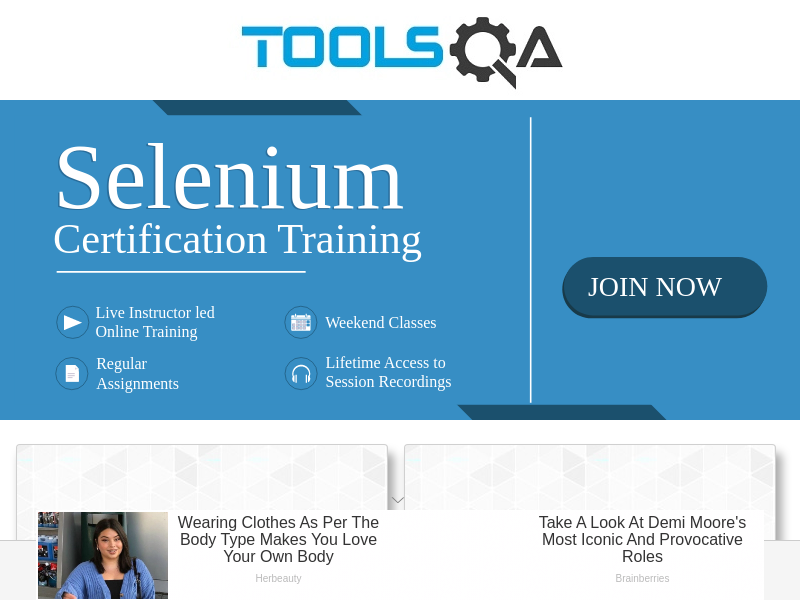 TOOLSQA
Selenium
Certification Training
JOIN NOW
Live Instructor led
Online Training
Weekend Classes
Regular
Assignments
Lifetime Access to
Session Recordings
Wearing Clothes As Per The
Body Type Makes You Love
Your Own Body
Herbeauty
Take A Look At Demi Moore's
Most Iconic And Provocative
Roles
Brainberries